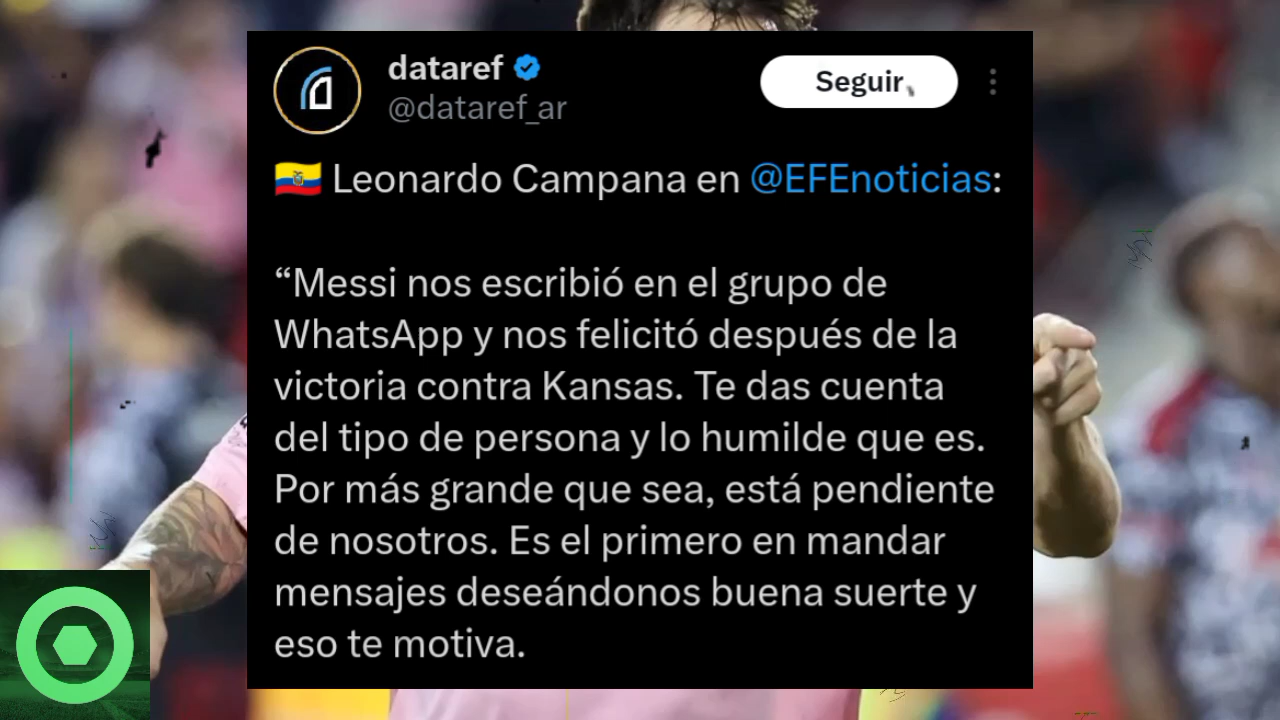 dataref
@dataref_ar
Seguir
🇪🇨 Leonardo Campana en @EFEnoticias:
“Messi nos escribió en el grupo de
WhatsApp y nos felicitó después de la
victoria contra Kansas. Te das cuenta
del tipo de persona y lo humilde que es.
Por más grande que sea, está pendiente
de nosotros. Es el primero en mandar
mensajes deseándonos buena suerte y
eso te motiva.